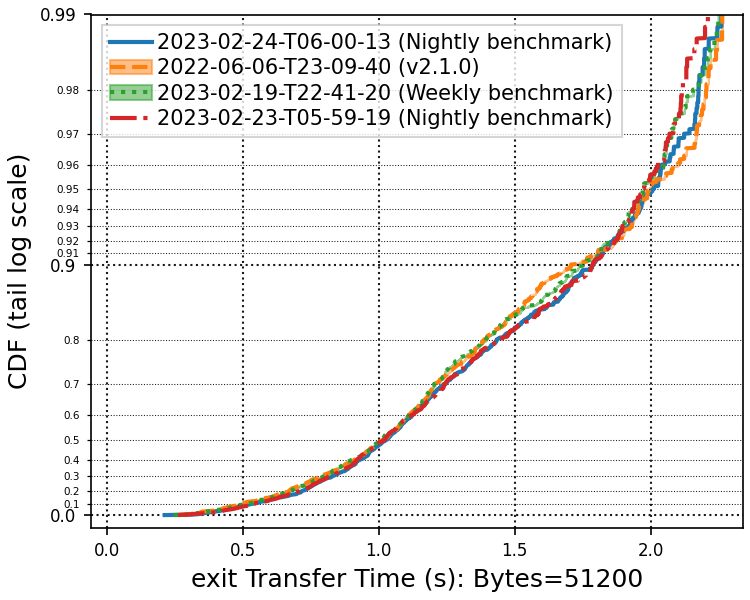 0.99
2023-02-24-T06-00-13 (Nightly benchmark)
2022-06-06-T23-09-40 (v2.1.0)
2023-02-19-T22-41-20 (Weekly benchmark)
2023-02-23-T05-59-19 (Nightly benchmark)
0.98
0.97
0.96
0.95
0.94
0.93
0.92
0.91
0.9
0.8
0.7
0.6
0.5
0.4
0.3
0.2
0.1
0.0
CDF (tail log scale)
0.0 0.5 1.0 1.5 2.0
exit Transfer Time (s): Bytes=51200